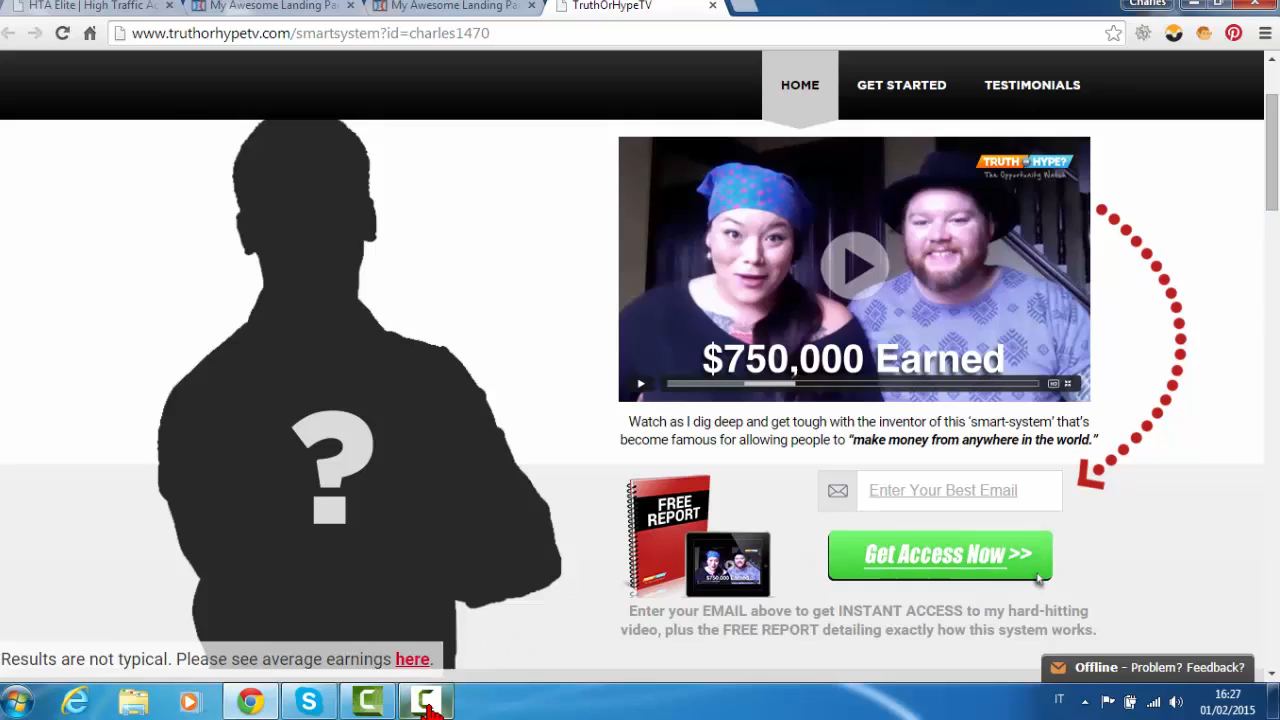 HTA Elite | High Traffic Ac
My Awesome Landing Pa
My Awesome Landing Pa
TruthOrHypeTV
Charles
www.truthorhypetv.com/smartsystem?id=charles1470
HOME
GET STARTED
TESTIMONIALS
TRUTH OR HYPE?
The Opportunity Watch
$750,000 Earned
HD
Watch as I dig deep and get tough with the inventor of this 'smart-system' that's
become famous for allowing people to "make money from anywhere in the world."
?
FREE
REPORT
Enter Your Best Email
Get Access Now >>
$750,000 Earned
Enter your EMAIL above to get INSTANT ACCESS to my hard-hitting
video, plus the FREE REPORT detailing exactly how this system works.
Results are not typical. Please see average earnings here.
Offline - Problem? Feedback?
IT
16:27
01/02/2015